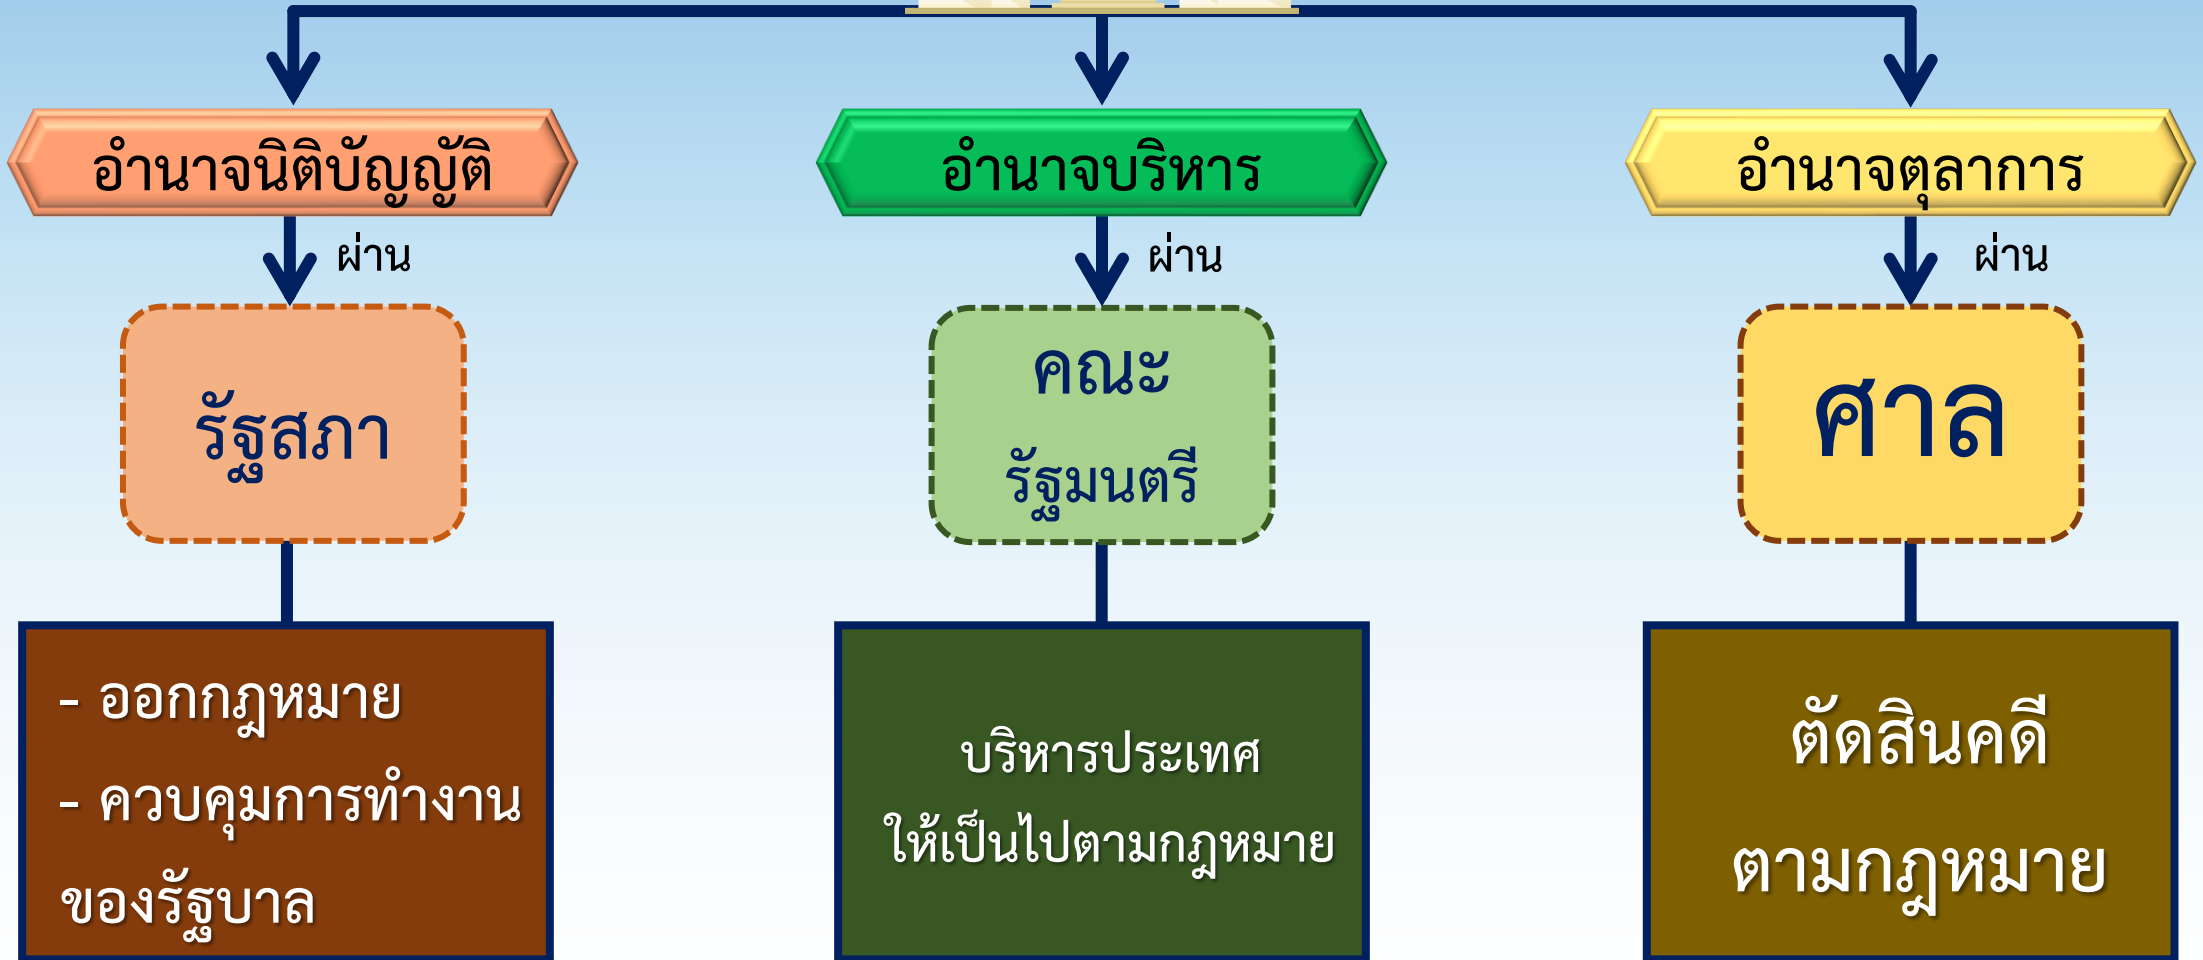 อำนาจนิติบัญญัติ
ผ่าน
รัฐสภา
- ออกกฎหมาย
- ควบคุมการทำงาน
ของรัฐบาล
อำนาจบริหาร
ผ่าน
คณะ
รัฐมนตรี
บริหารประเทศ
ให้เป็นไปตามกฎหมาย
อำนาจตุลาการ
ผ่าน
ศาล
ตัดสินคดี
ตามกฎหมาย